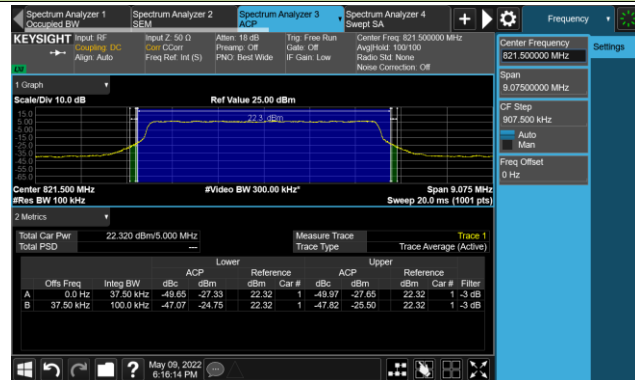 Spectrum Analyzer 1
Occupied BW
Spectrum Analyzer 2
SEM
Spectrum Analyzer 3
ACP
Spectrum Analyzer 4
Swept SA
Frequency
KEYSIGHT
Input: RF
Coupling: DC
Align: Auto
Input Z: 50 Ω
Corr CCorr
Freq Ref: Int (S)
Atten: 18 dB
Preamp: Off
PNO: Best Wide
Trig: Free Run
Gate: Off
IF Gain: Low
Center Freq: 821.500000 MHz
Avg|Hold: 100/100
Radio Std: None
Noise Correction: Off
Center Frequency
821.500000 MHz
Settings
Span
9.07500000 MHz
CF Step
907.500 kHz
Auto
Man
Freq Offset
0 Hz
1 Graph
Scale/Div 10.0 dB
Ref Value 25.00 dBm
22.3 dBm
15.0
5.00
-5.00
-15.0
-25.0
-35.0
-45.0
-55.0
-65.0
Center 821.500 MHz
#Video BW 300.00 kHz*
Span 9.075 MHz
#Res BW 100 kHz
Sweep 20.0 ms (1001 pts)
2 Metrics
Total Car Pwr 22.320 dBm/5.000 MHz
Total PSD ---
Measure Trace Trace 1
Trace Type Trace Average (Active)
Lower Upper
ACP Reference ACP Reference
Offs Freq Integ BW dBc dBm dBm Car # dBc dBm dBm Car # Filter
A 0.0 Hz 37.50 kHz -49.65 -27.33 22.32 1 -49.97 -27.65 22.32 1 -3 dB
B 37.50 kHz 100.0 kHz -47.07 -24.75 22.32 1 -47.82 -25.50 22.32 1 -3 dB
May 09, 2022
6:16:14 PM